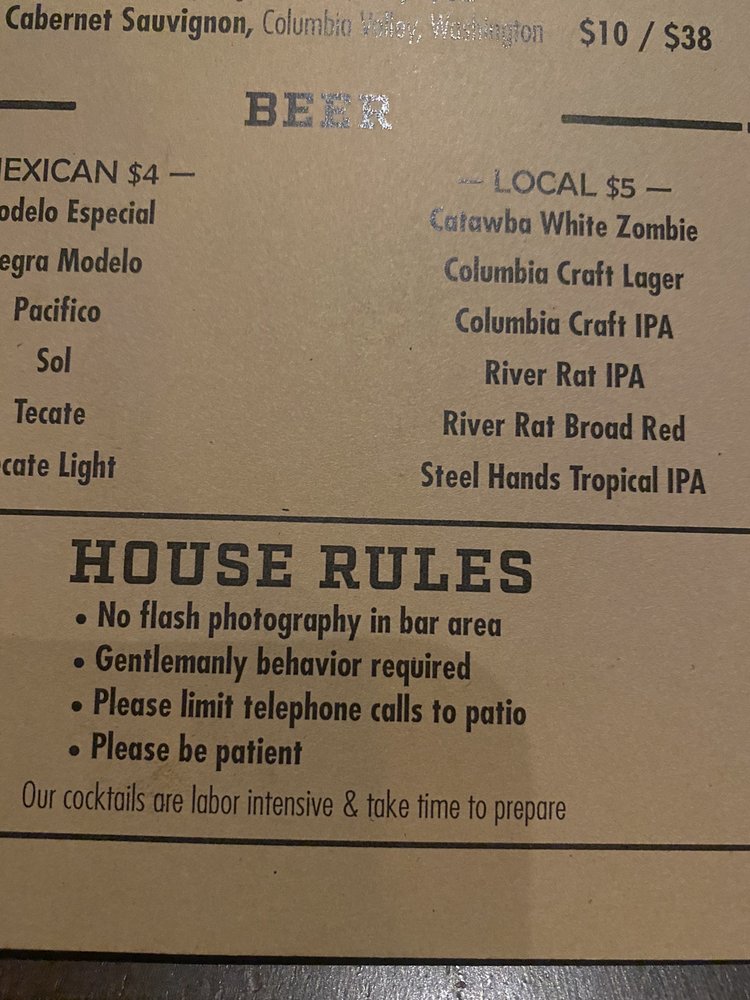 Cabernet Sauvignon, Columbia Valley, Washington $10 / $38
BEER
EXICAN $4 —
odelo Especial
egra Modelo
Pacifico
Sol
Tecate
cate Light
— LOCAL $5 —
Catawba White Zombie
Columbia Craft Lager
Columbia Craft IPA
River Rat IPA
River Rat Broad Red
Steel Hands Tropical IPA
HOUSE RULES
• No flash photography in bar area
• Gentlemanly behavior required
• Please limit telephone calls to patio
• Please be patient
Our cocktails are labor intensive & take time to prepare